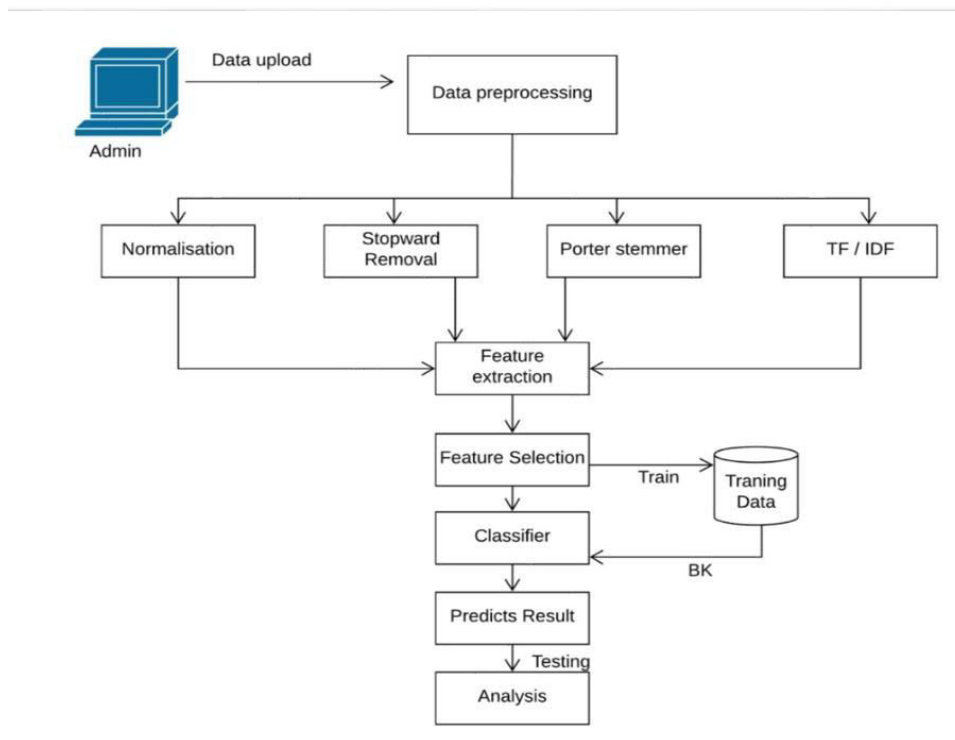 Data upload
Data preprocessing
Admin
Normalisation
Stopward
Removal
Porter stemmer
TF / IDF
Feature
extraction
Feature Selection
Train
Traning
Data
Classifier
BK
Predicts Result
Testing
Analysis